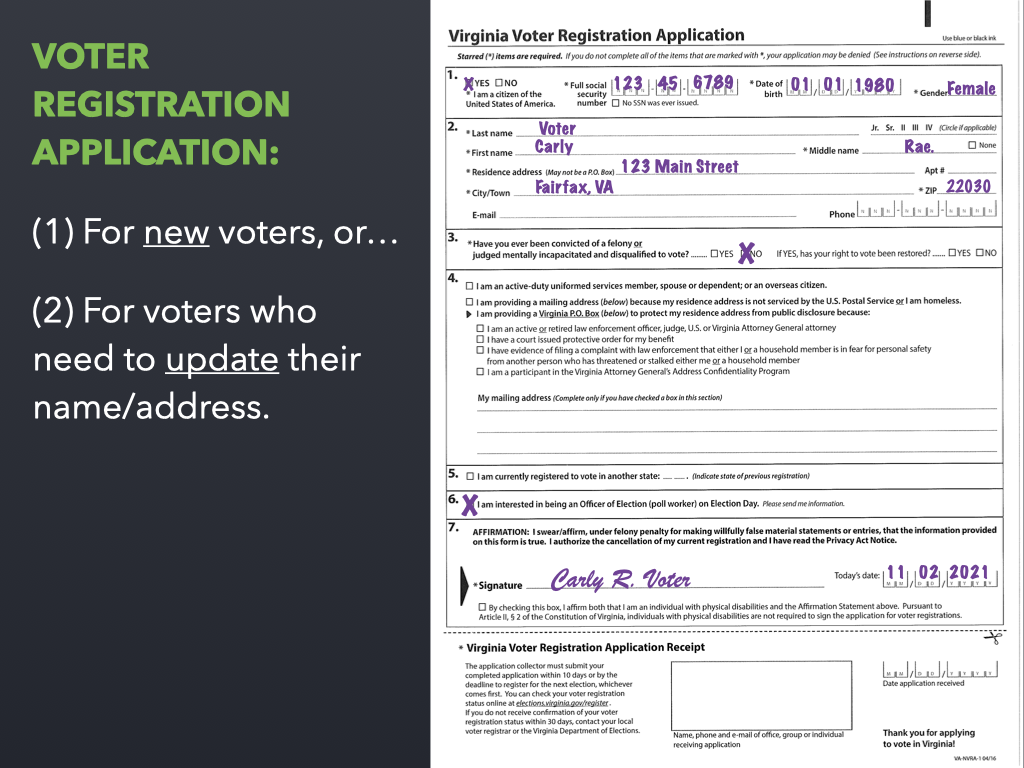 VOTER
REGISTRATION
APPLICATION:
(1) For new voters, or…
(2) For voters who
need to update their
name/address.
Virginia Voter Registration Application
Use blue or black ink
Starred (*) items are required. If you do not complete all of the items that are marked with *, your application may be denied (See instructions on reverse side).
1. X YES ☐ NO * Full social 123 - 45 - 6789 * Date of 01 / 01 / 1980 * Gender Female
* I am a citizen of the security birth
United States of America. number ☐ No SSN was ever issued.
2. * Last name Voter Jr. Sr. II III IV (Circle if applicable)
* First name Carly * Middle name Rae. ☐ None
* Residence address (May not be a P.O. Box) 123 Main Street Apt #
* City/Town Fairfax, VA * ZIP 22030
E-mail Phone N N N - N N N - N N N N
3. *Have you ever been convicted of a felony or
judged mentally incapacitated and disqualified to vote? ....... ☐ YES X NO If YES, has your right to vote been restored? ...... ☐ YES ☐ NO
4. ☐ I am an active-duty uniformed services member, spouse or dependent; or an overseas citizen.
☐ I am providing a mailing address (below) because my residence address is not serviced by the U.S. Postal Service or I am homeless.
▶ I am providing a Virginia P.O. Box (below) to protect my residence address from public disclosure because:
☐ I am an active or retired law enforcement officer, judge, U.S. or Virginia Attorney General attorney
☐ I have a court issued protective order for my benefit
☐ I have evidence of filing a complaint with law enforcement that either I or a household member is in fear for personal safety
from another person who has threatened or stalked either me or a household member
☐ I am a participant in the Virginia Attorney General's Address Confidentiality Program
My mailing address (Complete only if you have checked a box in this section)
5. ☐ I am currently registered to vote in another state: __ __ . (Indicate state of previous registration)
6. X I am interested in being an Officer of Election (poll worker) on Election Day. Please send me information.
7. AFFIRMATION: I swear/affirm, under felony penalty for making willfully false material statements or entries, that the information provided
on this form is true. I authorize the cancellation of my current registration and I have read the Privacy Act Notice.
*Signature Carly R. Voter Today's date: 11 / 02 / 2021
M M D D Y Y Y Y
☐ By checking this box, I affirm both that I am an individual with physical disabilities and the Affirmation Statement above. Pursuant to
Article II, § 2 of the Constitution of Virginia, individuals with physical disabilities are not required to sign the application for voter registrations.
* Virginia Voter Registration Application Receipt
The application collector must submit your
completed application within 10 days or by the
deadline to register for the next election, whichever
comes first. You can check your voter registration
status online at elections.virginia.gov/register.
If you do not receive confirmation of your voter
registration status within 30 days, contact your local
voter registrar or the Virginia Department of Elections.
Name, phone and e-mail of office, group or individual
receiving application
M M / D D / Y Y Y Y
Date application received
Thank you for applying
to vote in Virginia!
VA-NVRA-1 04/16